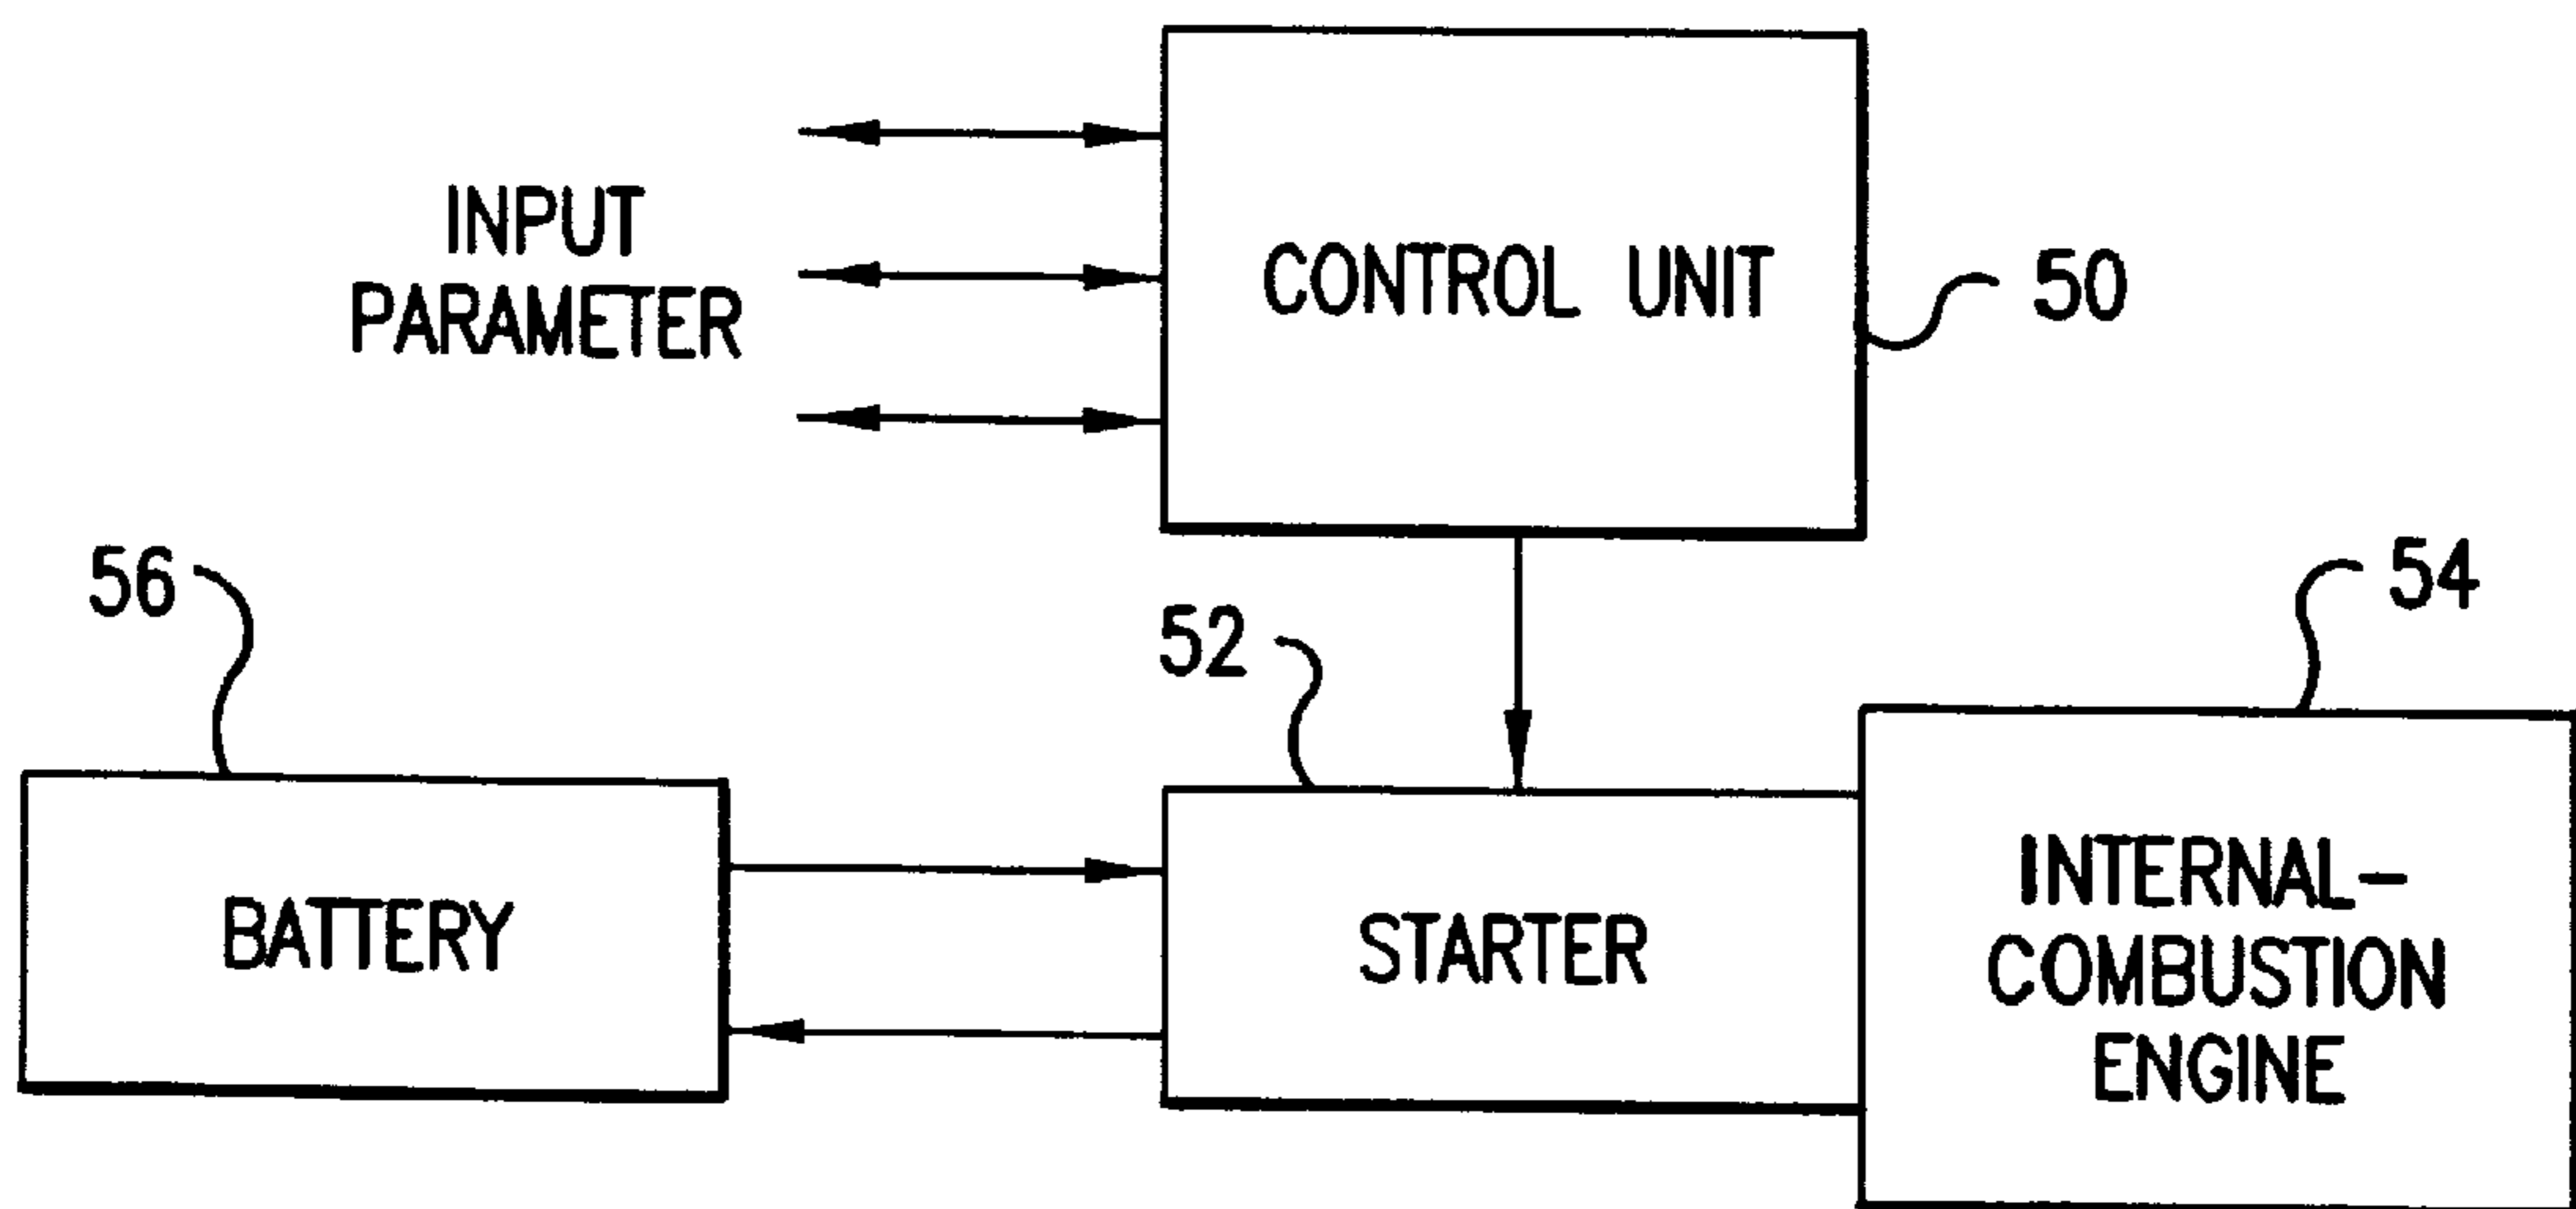 INPUT
PARAMETER
CONTROL UNIT
50
56
52
54
BATTERY
STARTER
INTERNAL-
COMBUSTION
ENGINE